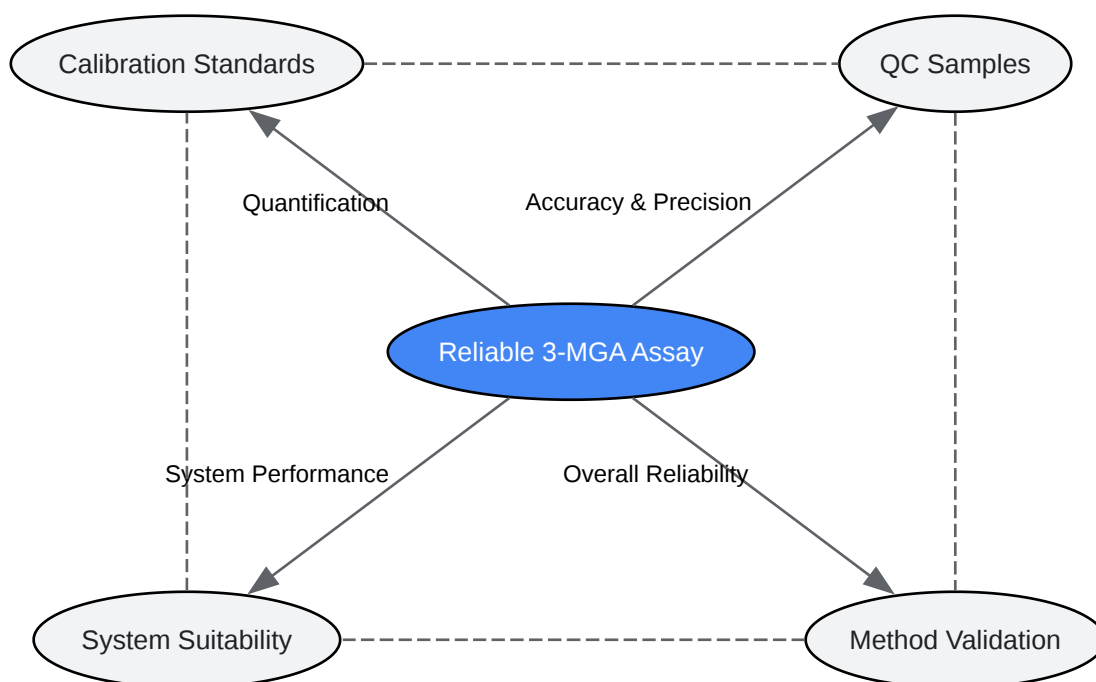 Calibration Standards
QC Samples
Quantification
Accuracy & Precision
Reliable 3-MGA Assay
System Performance
Overall Reliability
System Suitability
Method Validation